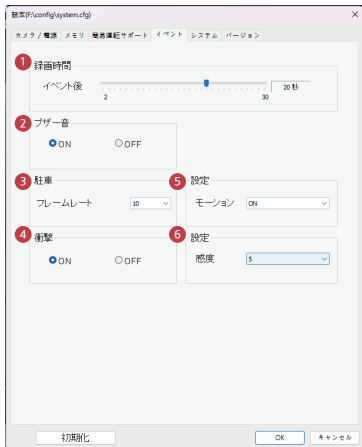 設定(F:\config\system.cfg)
カメラ / 電源 メモリ 簡易運転サポート イベント システム バージョン
1 録画時間
イベント後 20 秒
2 30
2 ブザー音
ON OFF
3 駐車 5 設定
フレームレート 10 モーション ON
4 衝撃 6 設定
ON OFF 感度 5
初期化 OK キャンセル